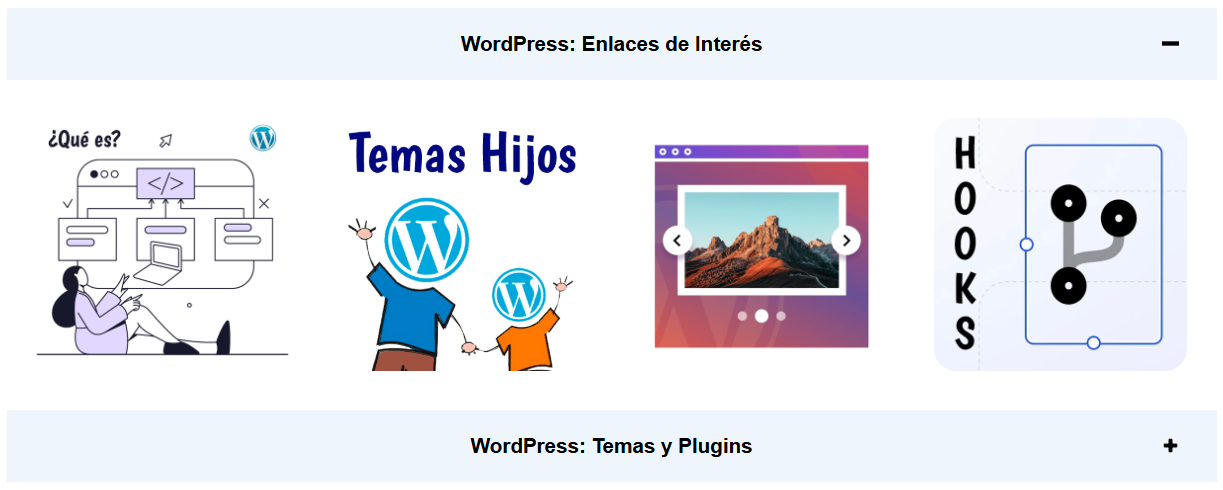 WordPress: Enlaces de Interés
¿Qué es?
</>
Temas Hijos
HOOKS
WordPress: Temas y Plugins